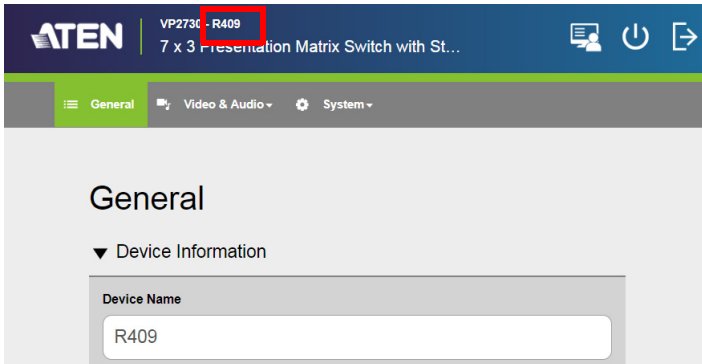 ATEN
VP2730 - R409
7 x 3 Presentation Matrix Switch with St...
General
Video & Audio
System
General
Device Information
Device Name
R409